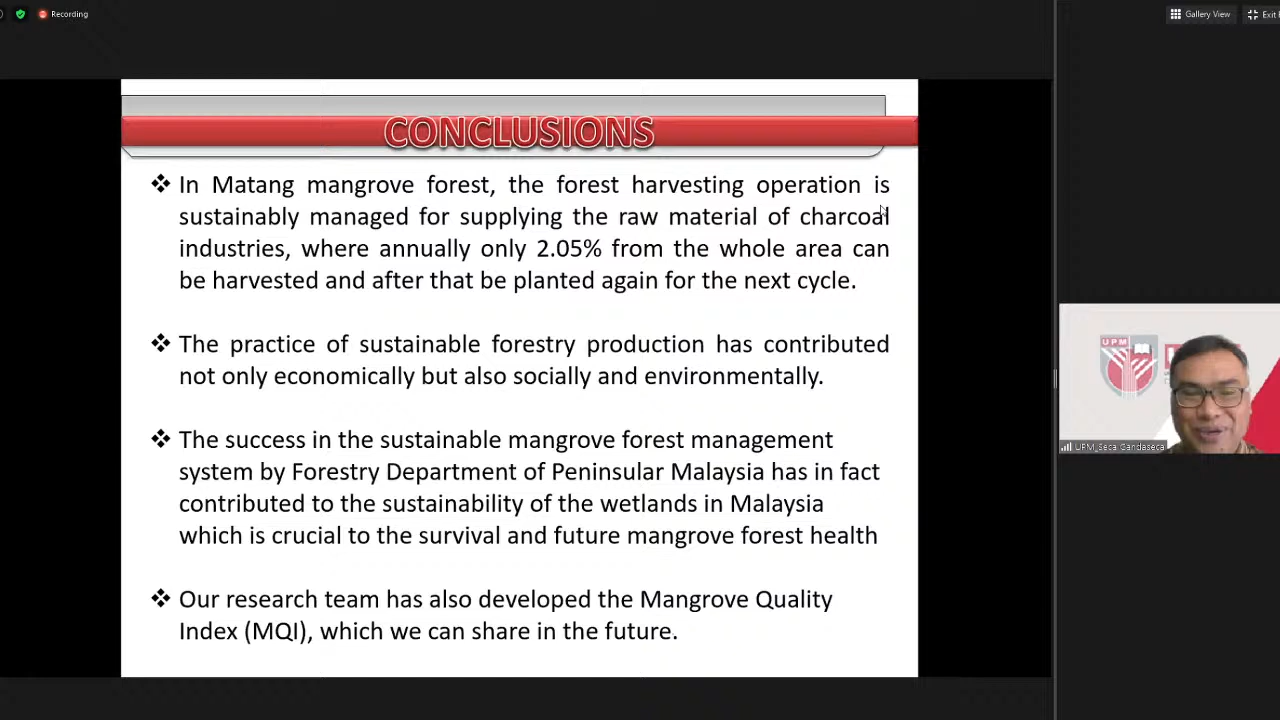 Recording
Gallery View
Exit
CONCLUSIONS
❖ In Matang mangrove forest, the forest harvesting operation is
sustainably managed for supplying the raw material of charcoal
industries, where annually only 2.05% from the whole area can
be harvested and after that be planted again for the next cycle.
❖ The practice of sustainable forestry production has contributed
not only economically but also socially and environmentally.
❖ The success in the sustainable mangrove forest management
system by Forestry Department of Peninsular Malaysia has in fact
contributed to the sustainability of the wetlands in Malaysia
which is crucial to the survival and future mangrove forest health
❖ Our research team has also developed the Mangrove Quality
Index (MQI), which we can share in the future.
UPM
UPM_Seca Gandaseca